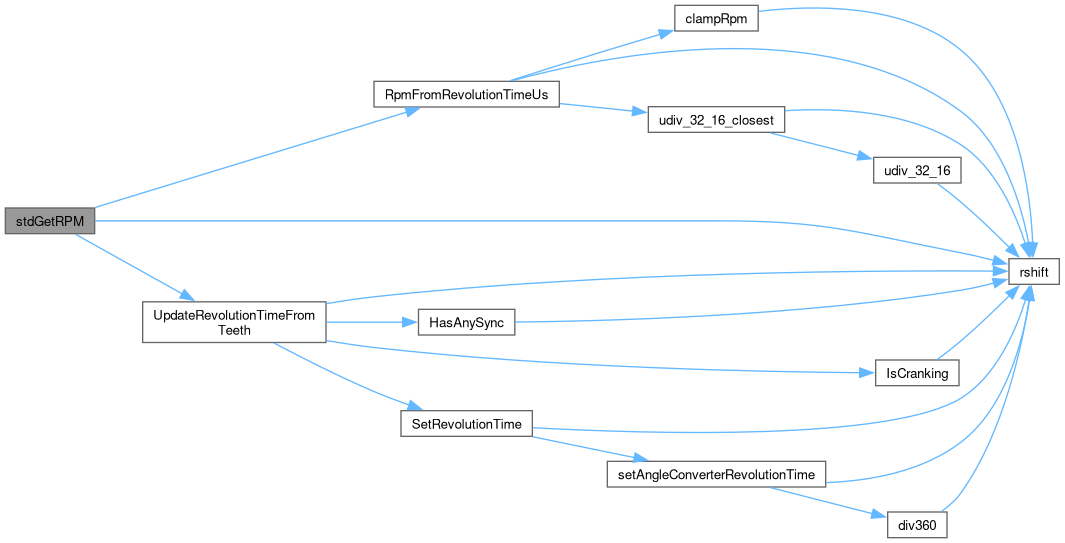 clampRpm
RpmFromRevolutionTimeUs
udiv_32_16_closest
udiv_32_16
stdGetRPM
rshift
UpdateRevolutionTimeFrom
Teeth
HasAnySync
IsCranking
SetRevolutionTime
setAngleConverterRevolutionTime
div360